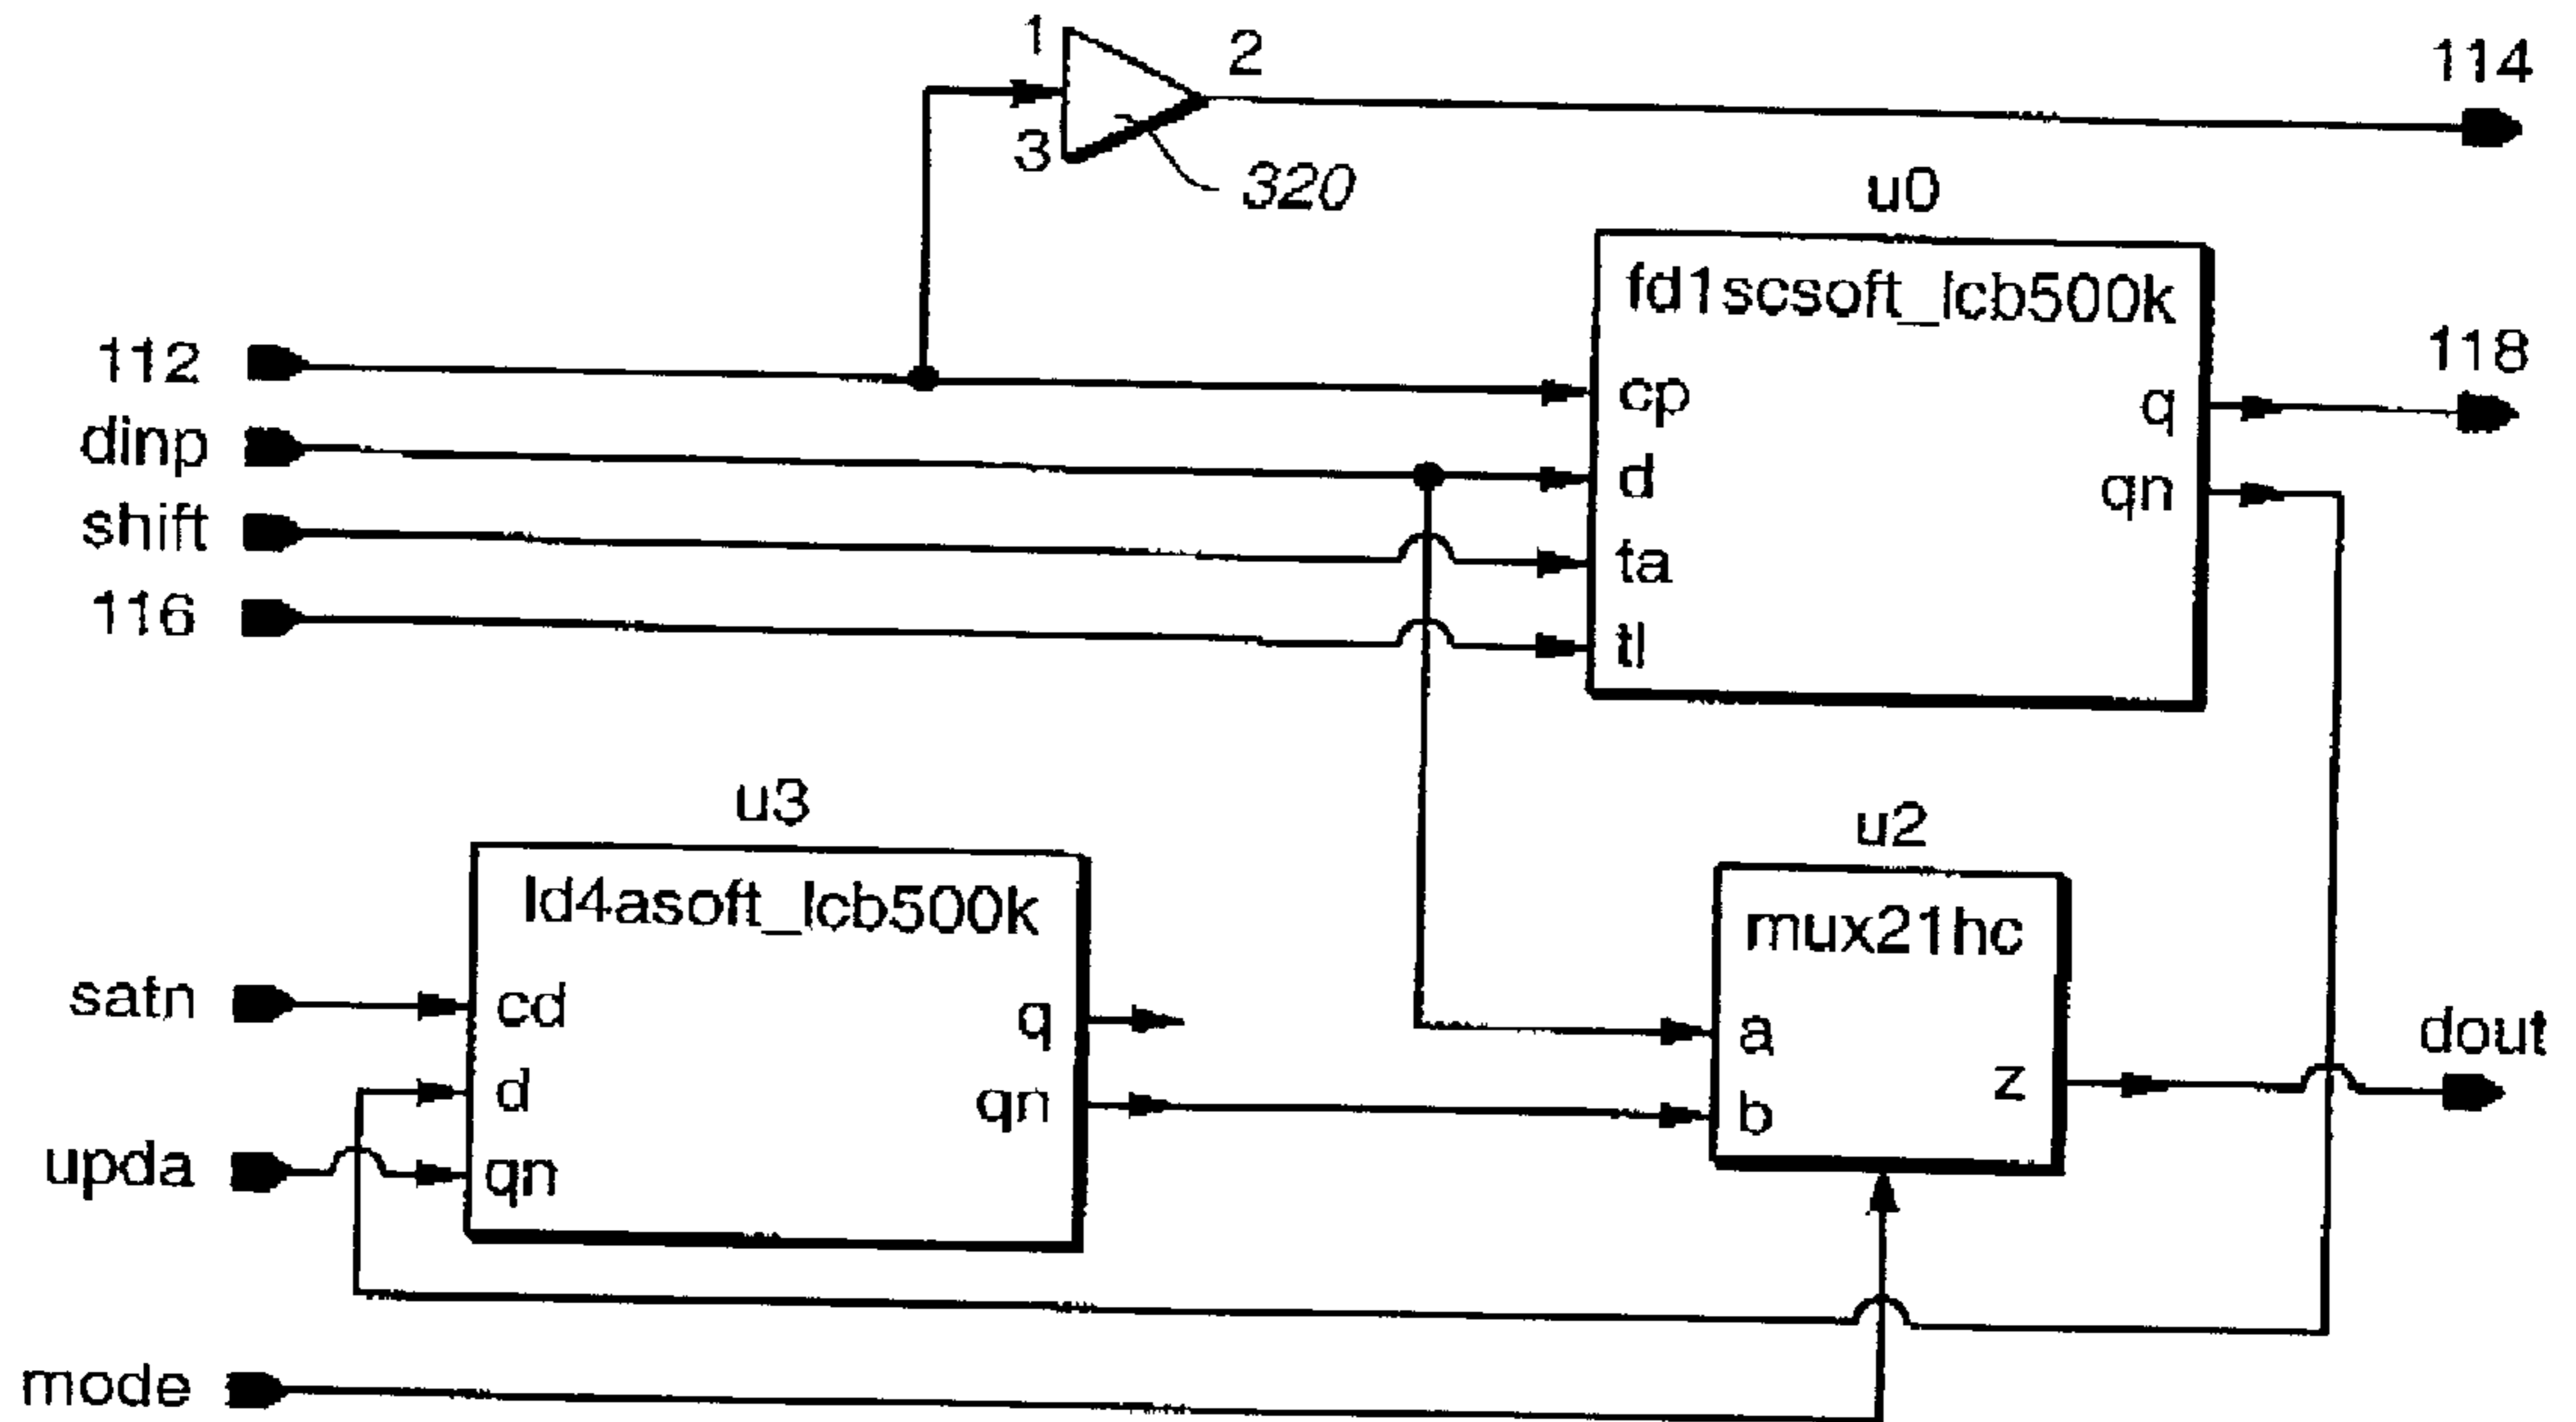 1
2
3
320
114
u0
fd1scsoft_lcb500k
112
cp
q
118
dinp
d
qn
shift
ta
116
tl
u3
ld4asoft_lcb500k
u2
mux21hc
satn
cd
q
a
z
dout
d
qn
b
upda
qn
mode